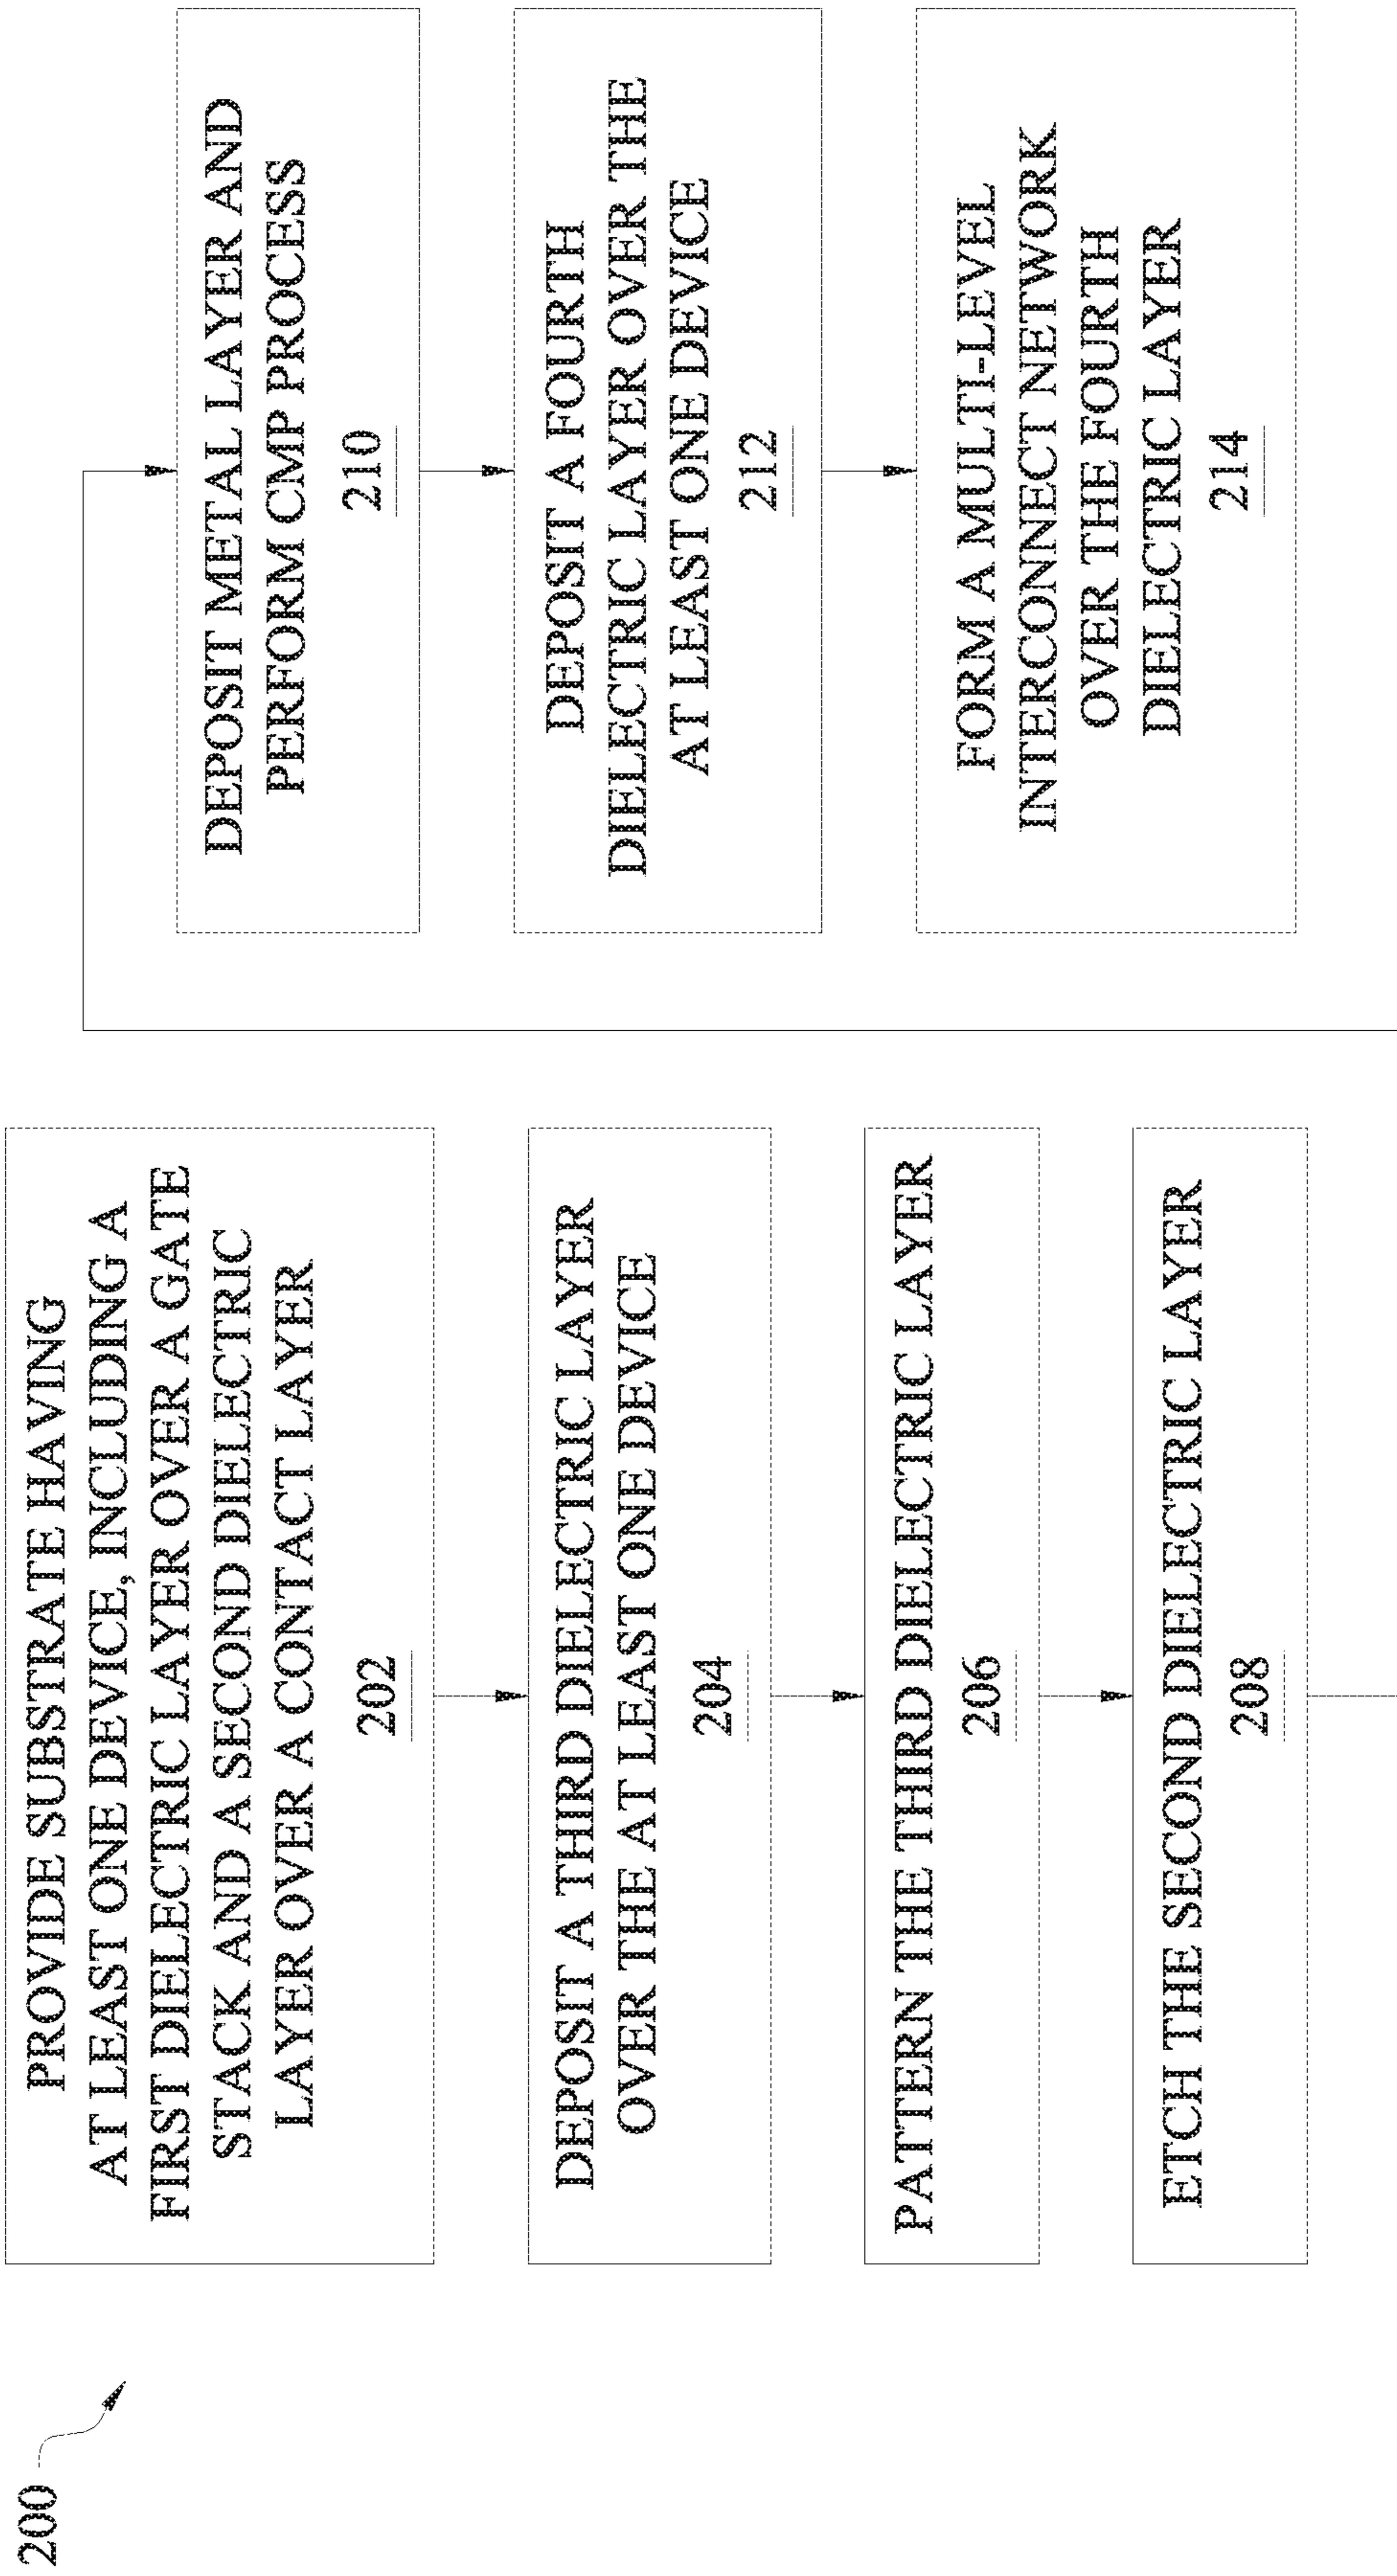 200
PROVIDE SUBSTRATE HAVING
AT LEAST ONE DEVICE, INCLUDING A
FIRST DIELECTRIC LAYER OVER A GATE
STACK AND A SECOND DIELECTRIC
LAYER OVER A CONTACT LAYER
202
DEPOSIT A THIRD DIELECTRIC LAYER
OVER THE AT LEAST ONE DEVICE
204
PATTERN THE THIRD DIELECTRIC LAYER
206
ETCH THE SECOND DIELECTRIC LAYER
208
DEPOSIT METAL LAYER AND
PERFORM CMP PROCESS
210
DEPOSIT A FOURTH
DIELECTRIC LAYER OVER THE
AT LEAST ONE DEVICE
212
FORM A MULTI-LEVEL
INTERCONNECT NETWORK
OVER THE FOURTH
DIELECTRIC LAYER
214